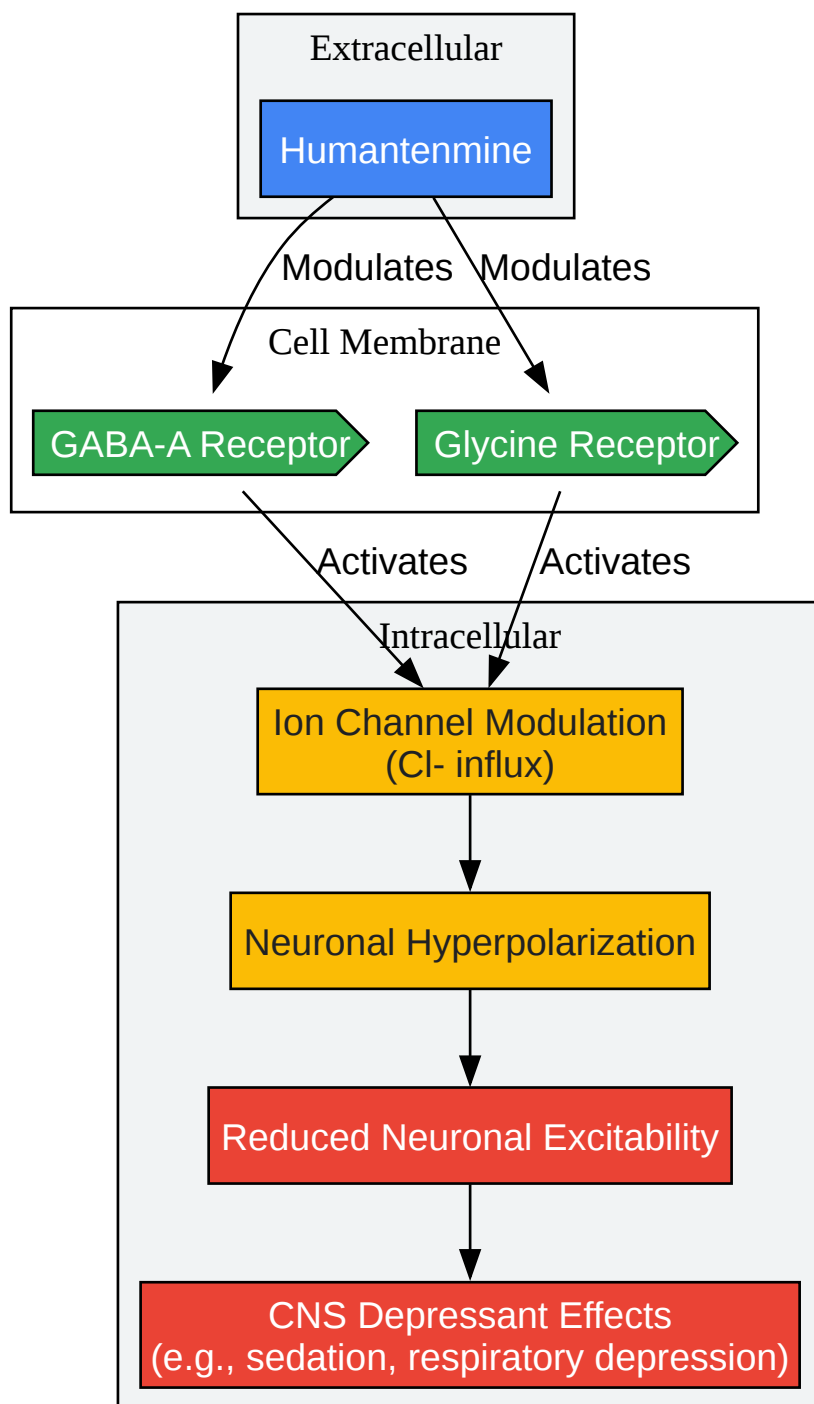 Extracellular
Humantenmine
Modulates Modulates
Cell Membrane
GABA-A Receptor Glycine Receptor
Activates Activates
Intracellular
Ion Channel Modulation
(Cl- influx)
Neuronal Hyperpolarization
Reduced Neuronal Excitability
CNS Depressant Effects
(e.g., sedation, respiratory depression)